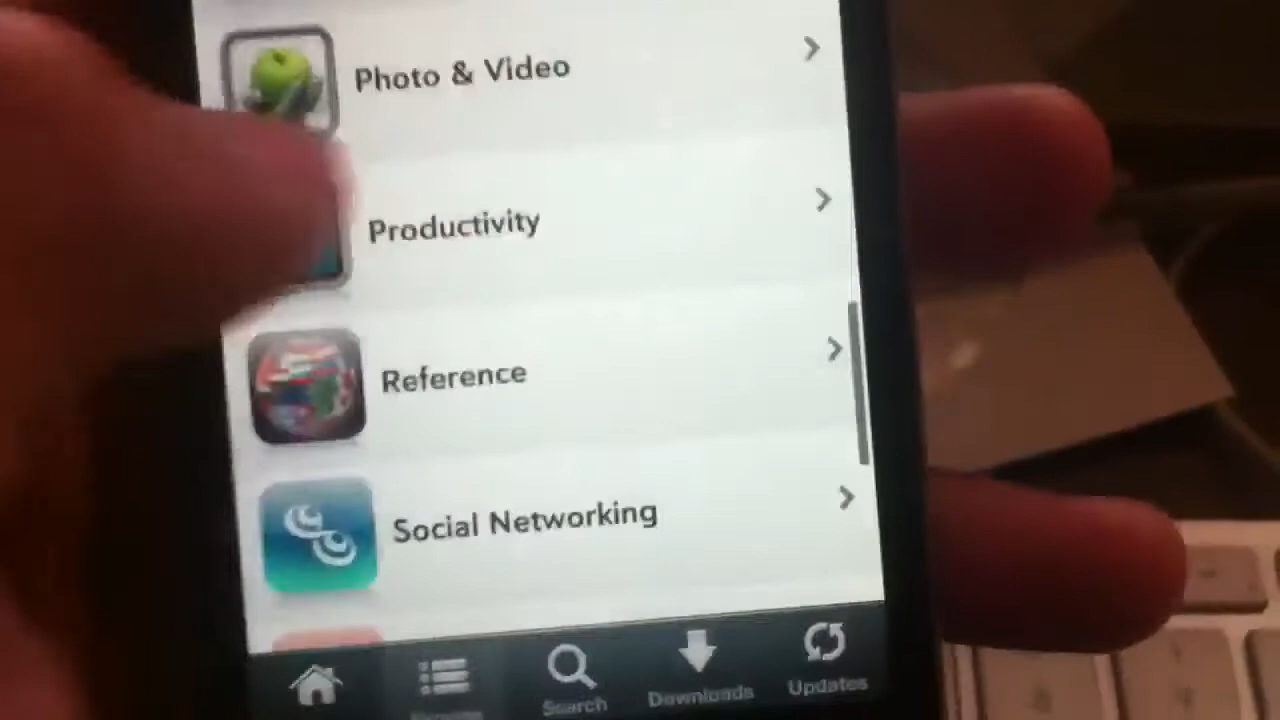 Photo & Video
Productivity
Reference
Social Networking
Search
Downloads
Updates